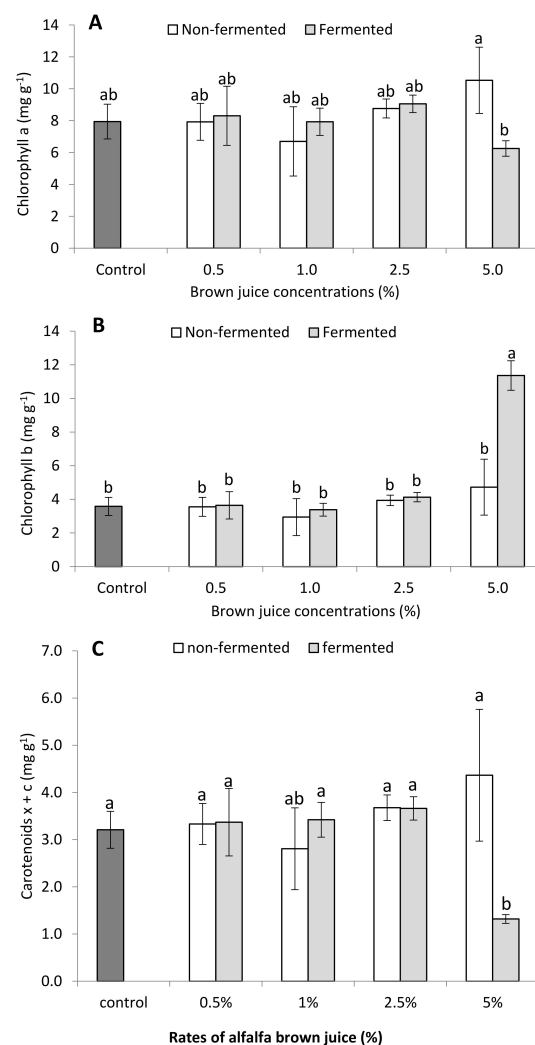 A
Non-fermented Fermented
Chlorophyll a (mg g-1)
14
12
10
8
6
4
2
0
ab
ab
ab
ab
ab
ab
ab
a
b
Control 0.5 1.0 2.5 5.0
Brown juice concentrations (%)
B
Non-fermented Fermented
Chlorophyll b (mg g-1)
14
12
10
8
6
4
2
0
b
b
b
b
b
b
b
b
a
Control 0.5 1.0 2.5 5.0
Brown juice concentrations (%)
C
non-fermented fermented
Carotenoids x + c (mg g1)
7.0
6.0
5.0
4.0
3.0
2.0
1.0
0.0
a
a
a
ab
a
a
a
a
b
control 0.5% 1% 2.5% 5%
Rates of alfalfa brown juice (%)